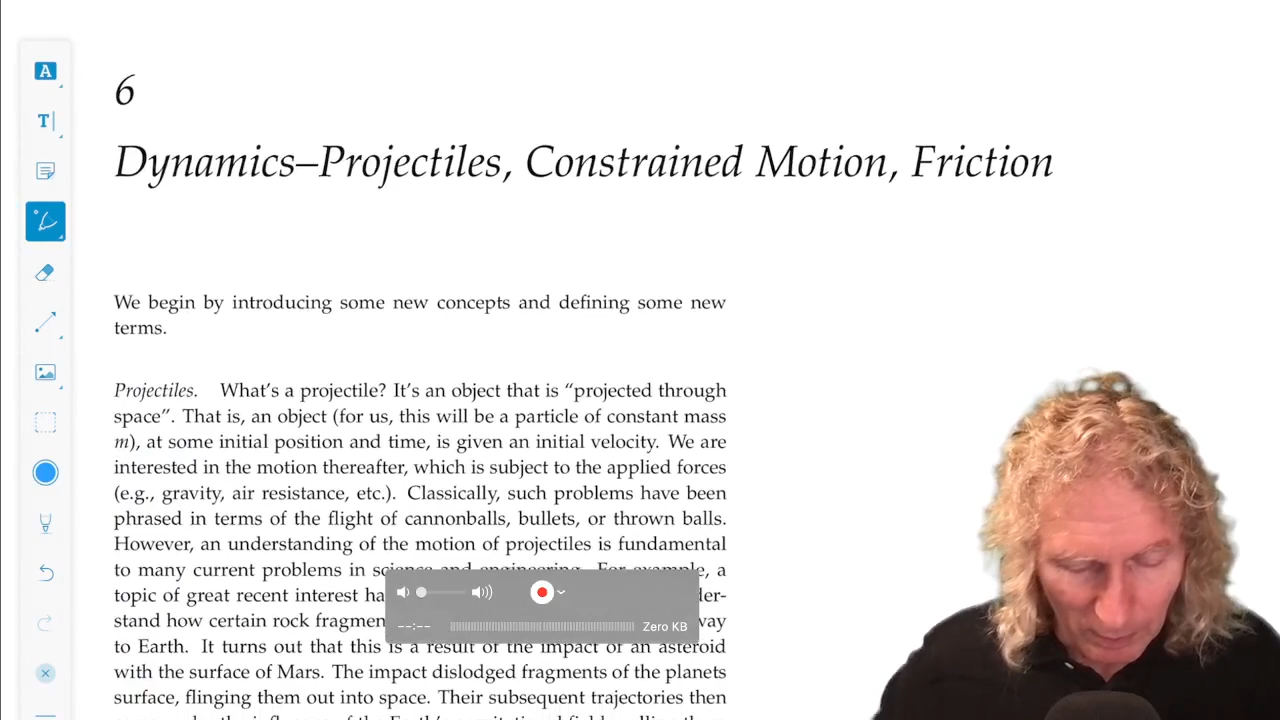 6
Dynamics–Projectiles, Constrained Motion, Friction
We begin by introducing some new concepts and defining some new
terms.
Projectiles. What's a projectile? It's an object that is “projected through
space”. That is, an object (for us, this will be a particle of constant mass
m), at some initial position and time, is given an initial velocity. We are
interested in the motion thereafter, which is subject to the applied forces
(e.g., gravity, air resistance, etc.). Classically, such problems have been
phrased in terms of the flight of cannonballs, bullets, or thrown balls.
However, an understanding of the motion of projectiles is fundamental
to many current problems in science and engineering. For example, a
topic of great recent interest der-
stand how certain rock way
to Earth. It turns out that this is a result of the impact of an asteroid
with the surface of Mars. The impact dislodged fragments of the planets
surface, flinging them out into space. Their subsequent trajectories then
A
T
--:--
Zero KB